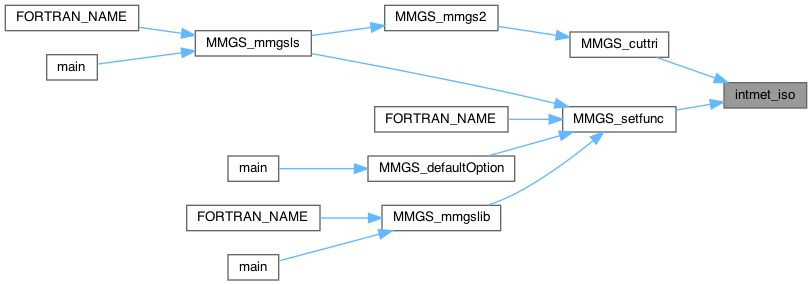 FORTRAN_NAME
MMGS_mmgs2
MMGS_mmgsls
MMGS_cuttri
main
intmet_iso
FORTRAN_NAME
MMGS_setfunc
main
MMGS_defaultOption
FORTRAN_NAME
MMGS_mmgslib
main